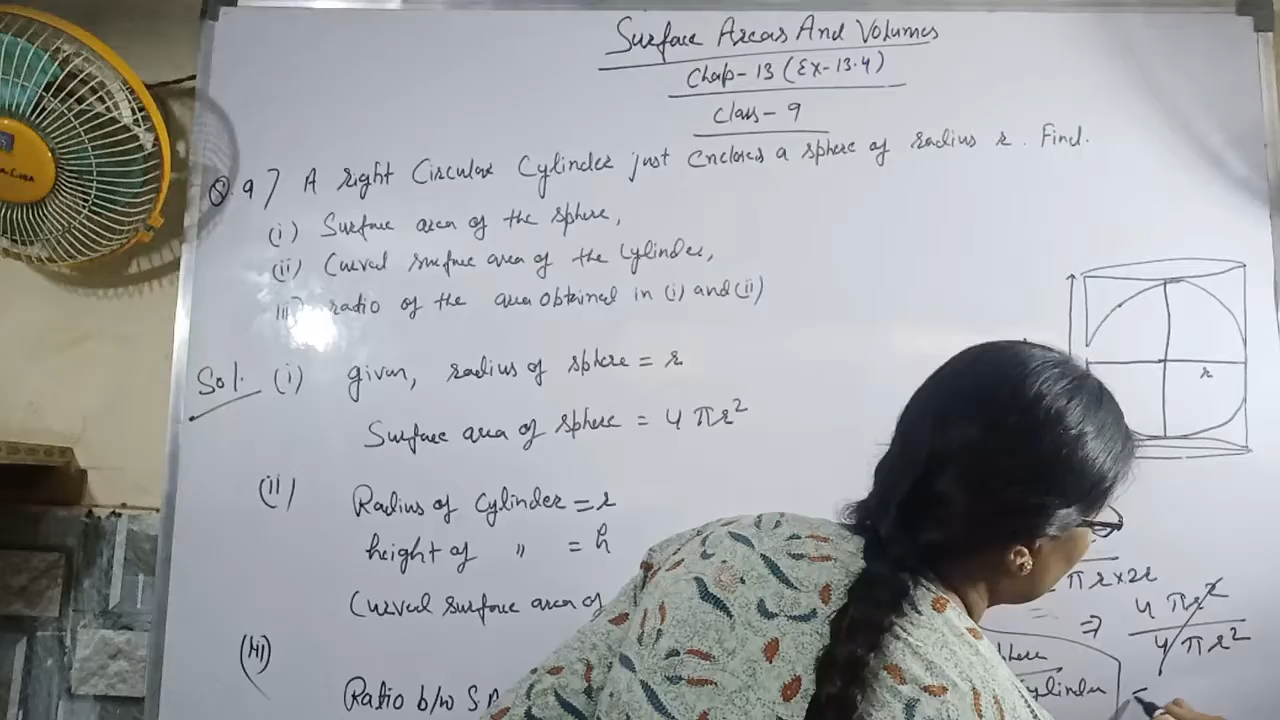 Surface Areas And Volumes
Chap-13 (Ex-13.4)
Class-9
Q.9) A right Circular Cylinder just encloses a sphere of radius r. Find.
(i) Surface area of the sphere,
(ii) Curved surface area of the Cylinder,
iii) ratio of the area obtained in (i) and (ii)
Sol. (i) given, radius of sphere = r
Surface area of sphere = 4πr²
(ii) Radius of Cylinder = r
height of " = h
Curved surface area of
(iii)
Ratio b/w S.A
r
πr×2r
⇒ 4πr²
4πr²
ylinder
=